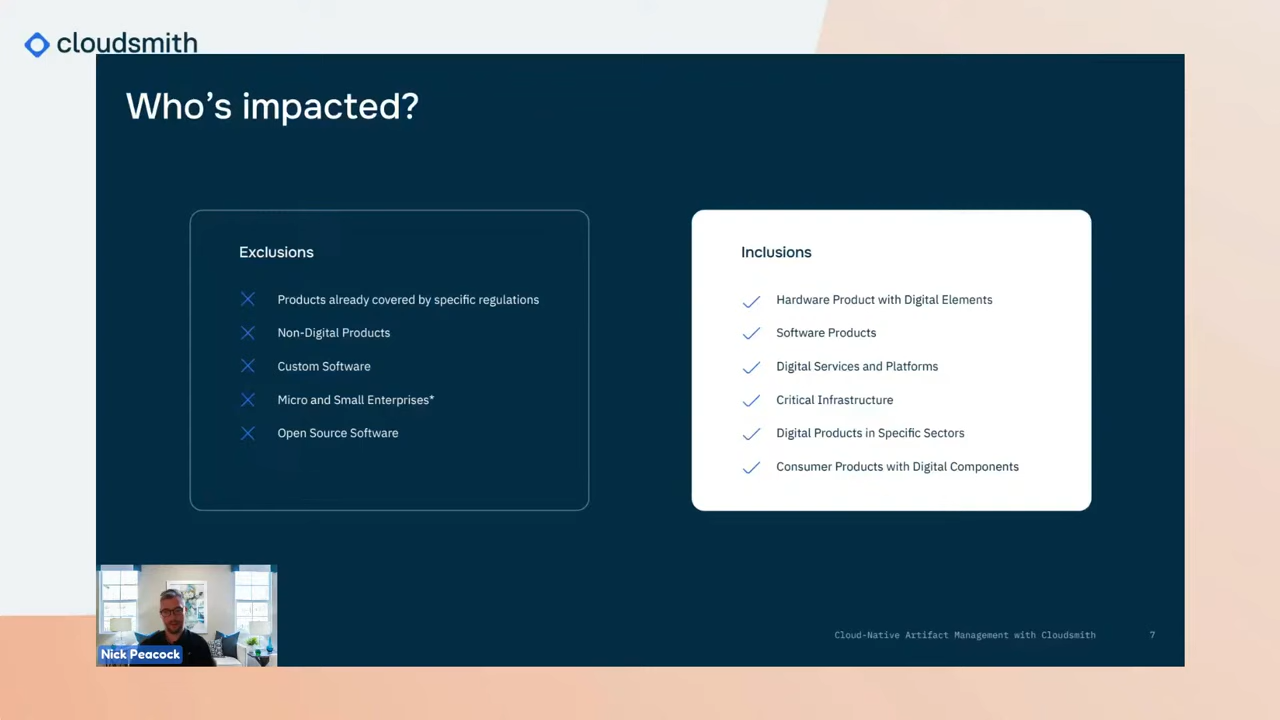 cloudsmith
Who's impacted?
Exclusions
Products already covered by specific regulations
Non-Digital Products
Custom Software
Micro and Small Enterprises*
Open Source Software
Inclusions
Hardware Product with Digital Elements
Software Products
Digital Services and Platforms
Critical Infrastructure
Digital Products in Specific Sectors
Consumer Products with Digital Components
Nick Peacock
Cloud-Native Artifact Management with Cloudsmith
7